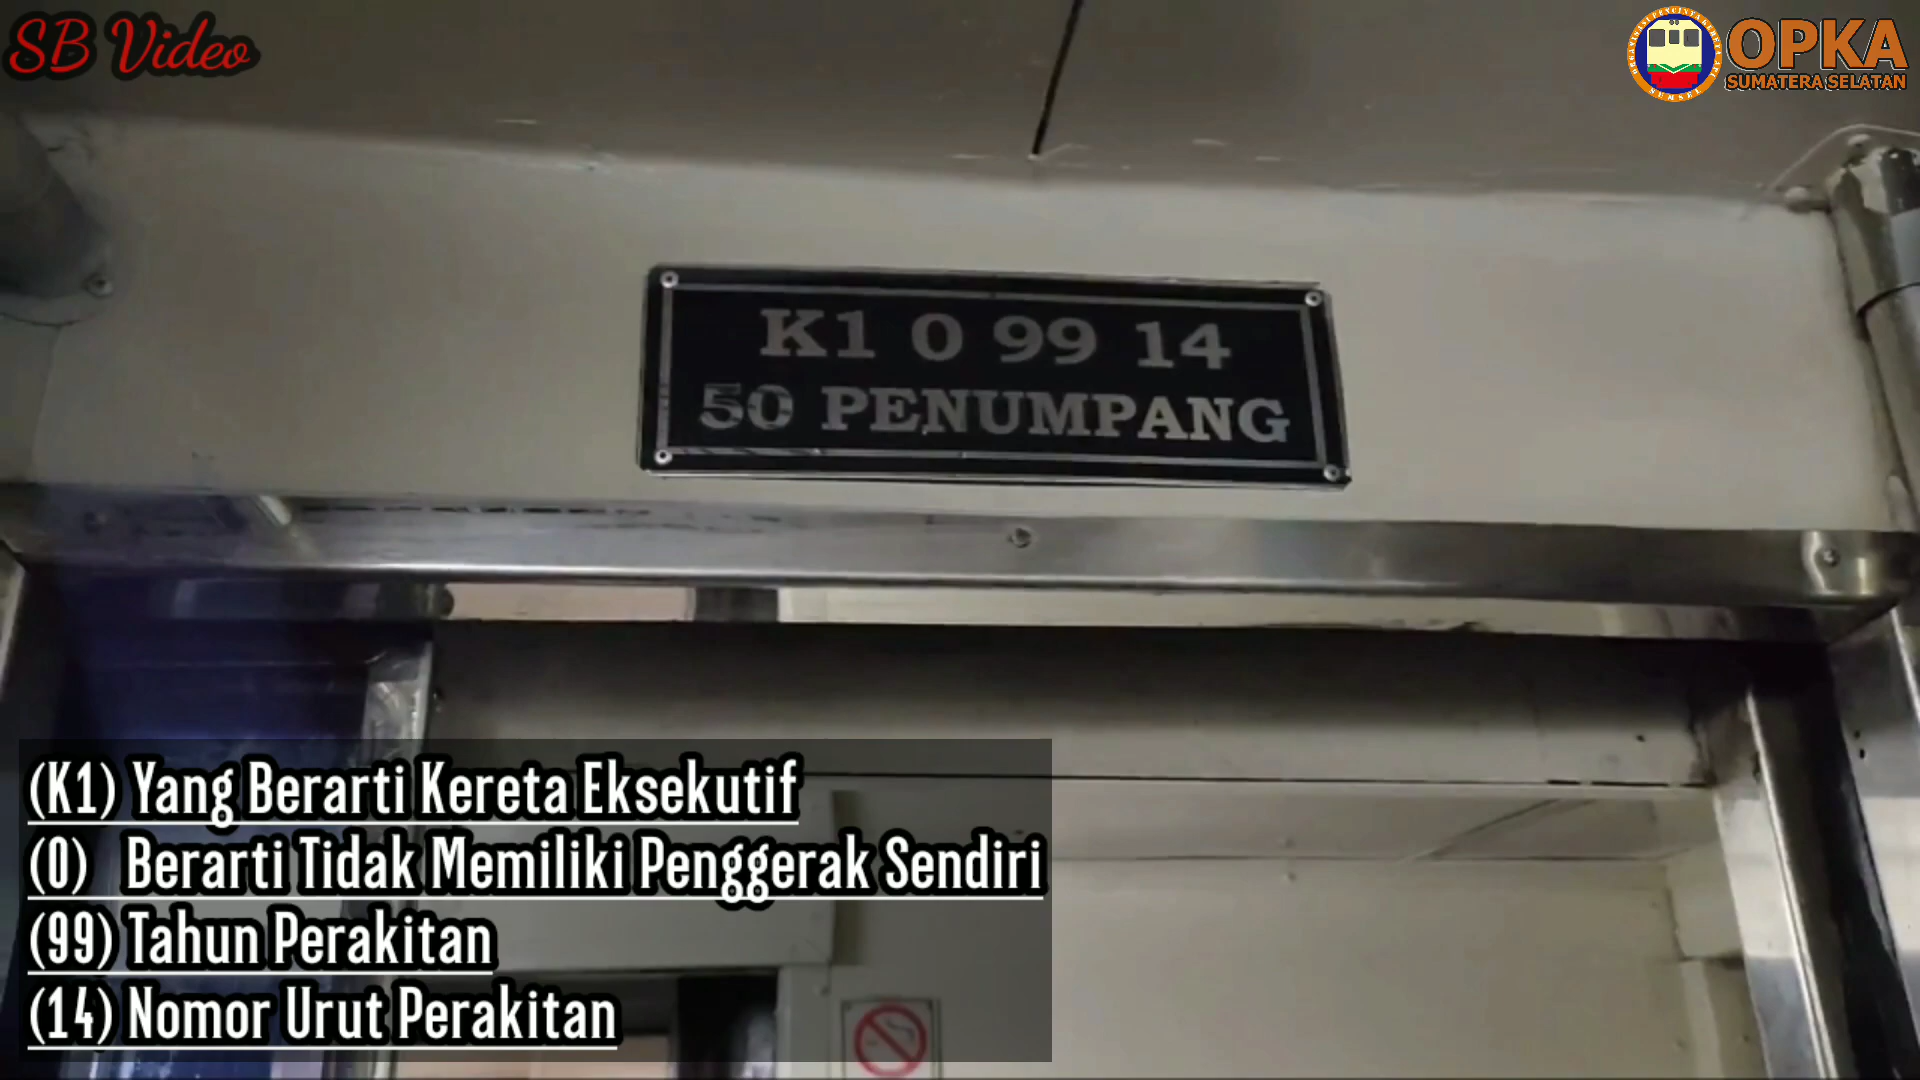 SB Video
OPKA
SUMATERA SELATAN
K1 0 99 14
50 PENUMPANG
(K1) Yang Berarti Kereta Eksekutif
(0) Berarti Tidak Memiliki Penggerak Sendiri
(99) Tahun Perakitan
(14) Nomor Urut Perakitan